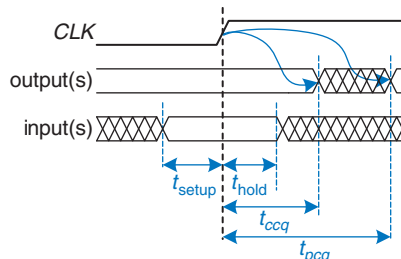 CLK
output(s)
input(s)
tsetup thold
tccq
tpcq